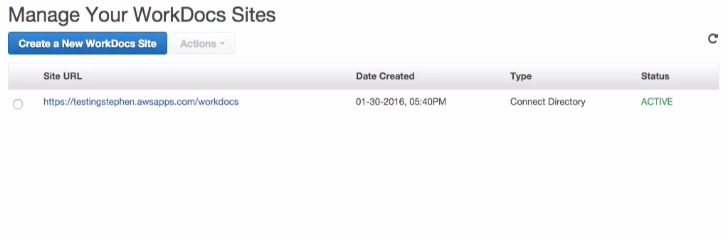 Manage Your WorkDocs Sites
Create a New WorkDocs Site Actions
Site URL Date Created Type Status
https://testingstephen.awsapps.com/workdocs 01-30-2016, 05:40PM Connect Directory ACTIVE